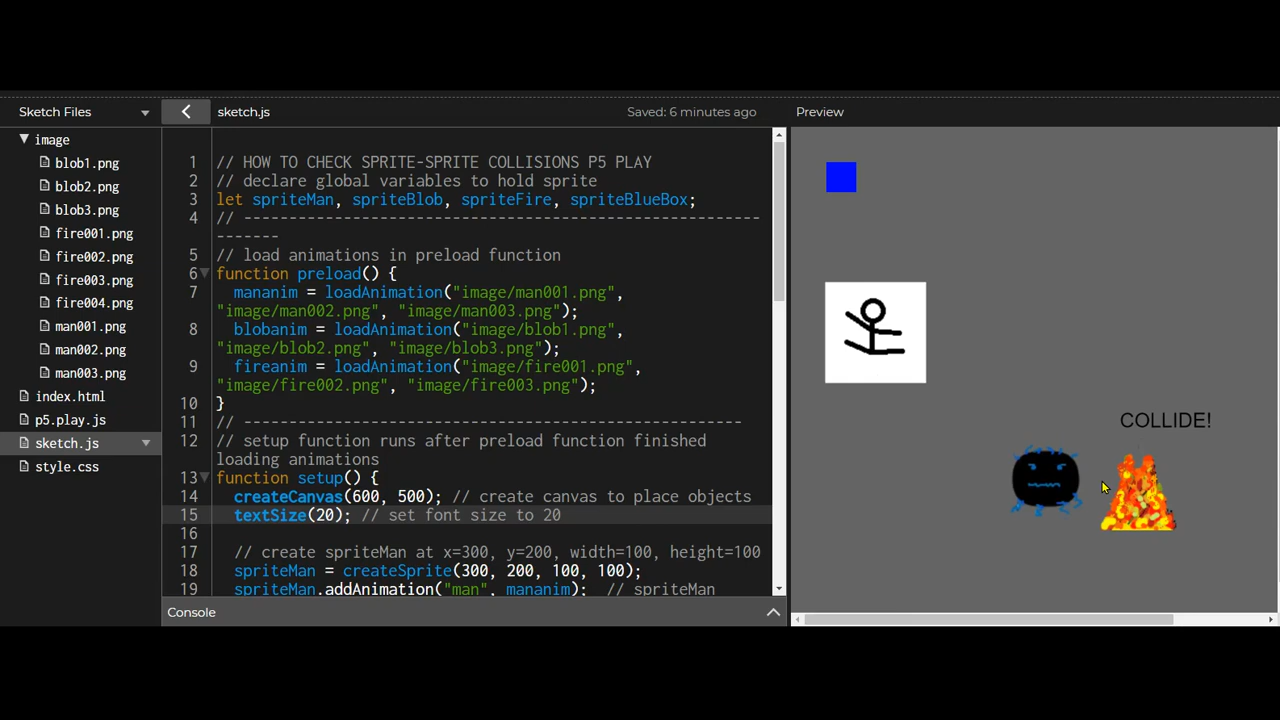 Sketch Files
sketch.js
Saved: 6 minutes ago
Preview
image
blob1.png
blob2.png
blob3.png
fire001.png
fire002.png
fire003.png
fire004.png
man001.png
man002.png
man003.png
index.html
p5.play.js
sketch.js
style.css
1 // HOW TO CHECK SPRITE-SPRITE COLLISIONS P5 PLAY
2 // declare global variables to hold sprite
3 let spriteMan, spriteBlob, spriteFire, spriteBlueBox;
4 // ---------------------------------------------------------
-------
5 // load animations in preload function
6 function preload() {
7 mananim = loadAnimation("image/man001.png",
"image/man002.png", "image/man003.png");
8 blobanim = loadAnimation("image/blob1.png",
"image/blob2.png", "image/blob3.png");
9 fireanim = loadAnimation("image/fire001.png",
"image/fire002.png", "image/fire003.png");
10 }
11 // -------------------------------------------------------
12 // setup function runs after preload function finished
loading animations
13 function setup() {
14 createCanvas(600, 500); // create canvas to place objects
15 textSize(20); // set font size to 20
16
17 // create spriteMan at x=300, y=200, width=100, height=100
18 spriteMan = createSprite(300, 200, 100, 100);
19 spriteMan.addAnimation("man", mananim); // spriteMan
Console
COLLIDE!